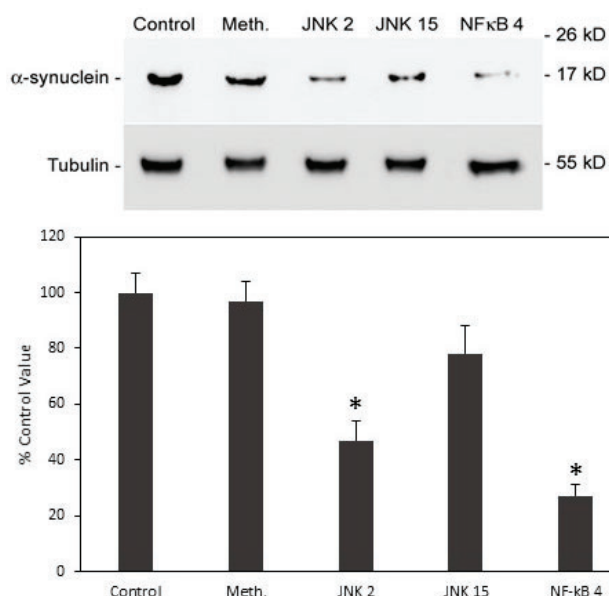 Control Meth. JNK 2 JNK 15 NFκB 4
- 26 kD
α-synuclein - - 17 kD
Tubulin - - 55 kD
120
100
80
60
40
20
0
% Control Value
*
*
Control Meth. JNK 2 JNK 15 NF-kB 4